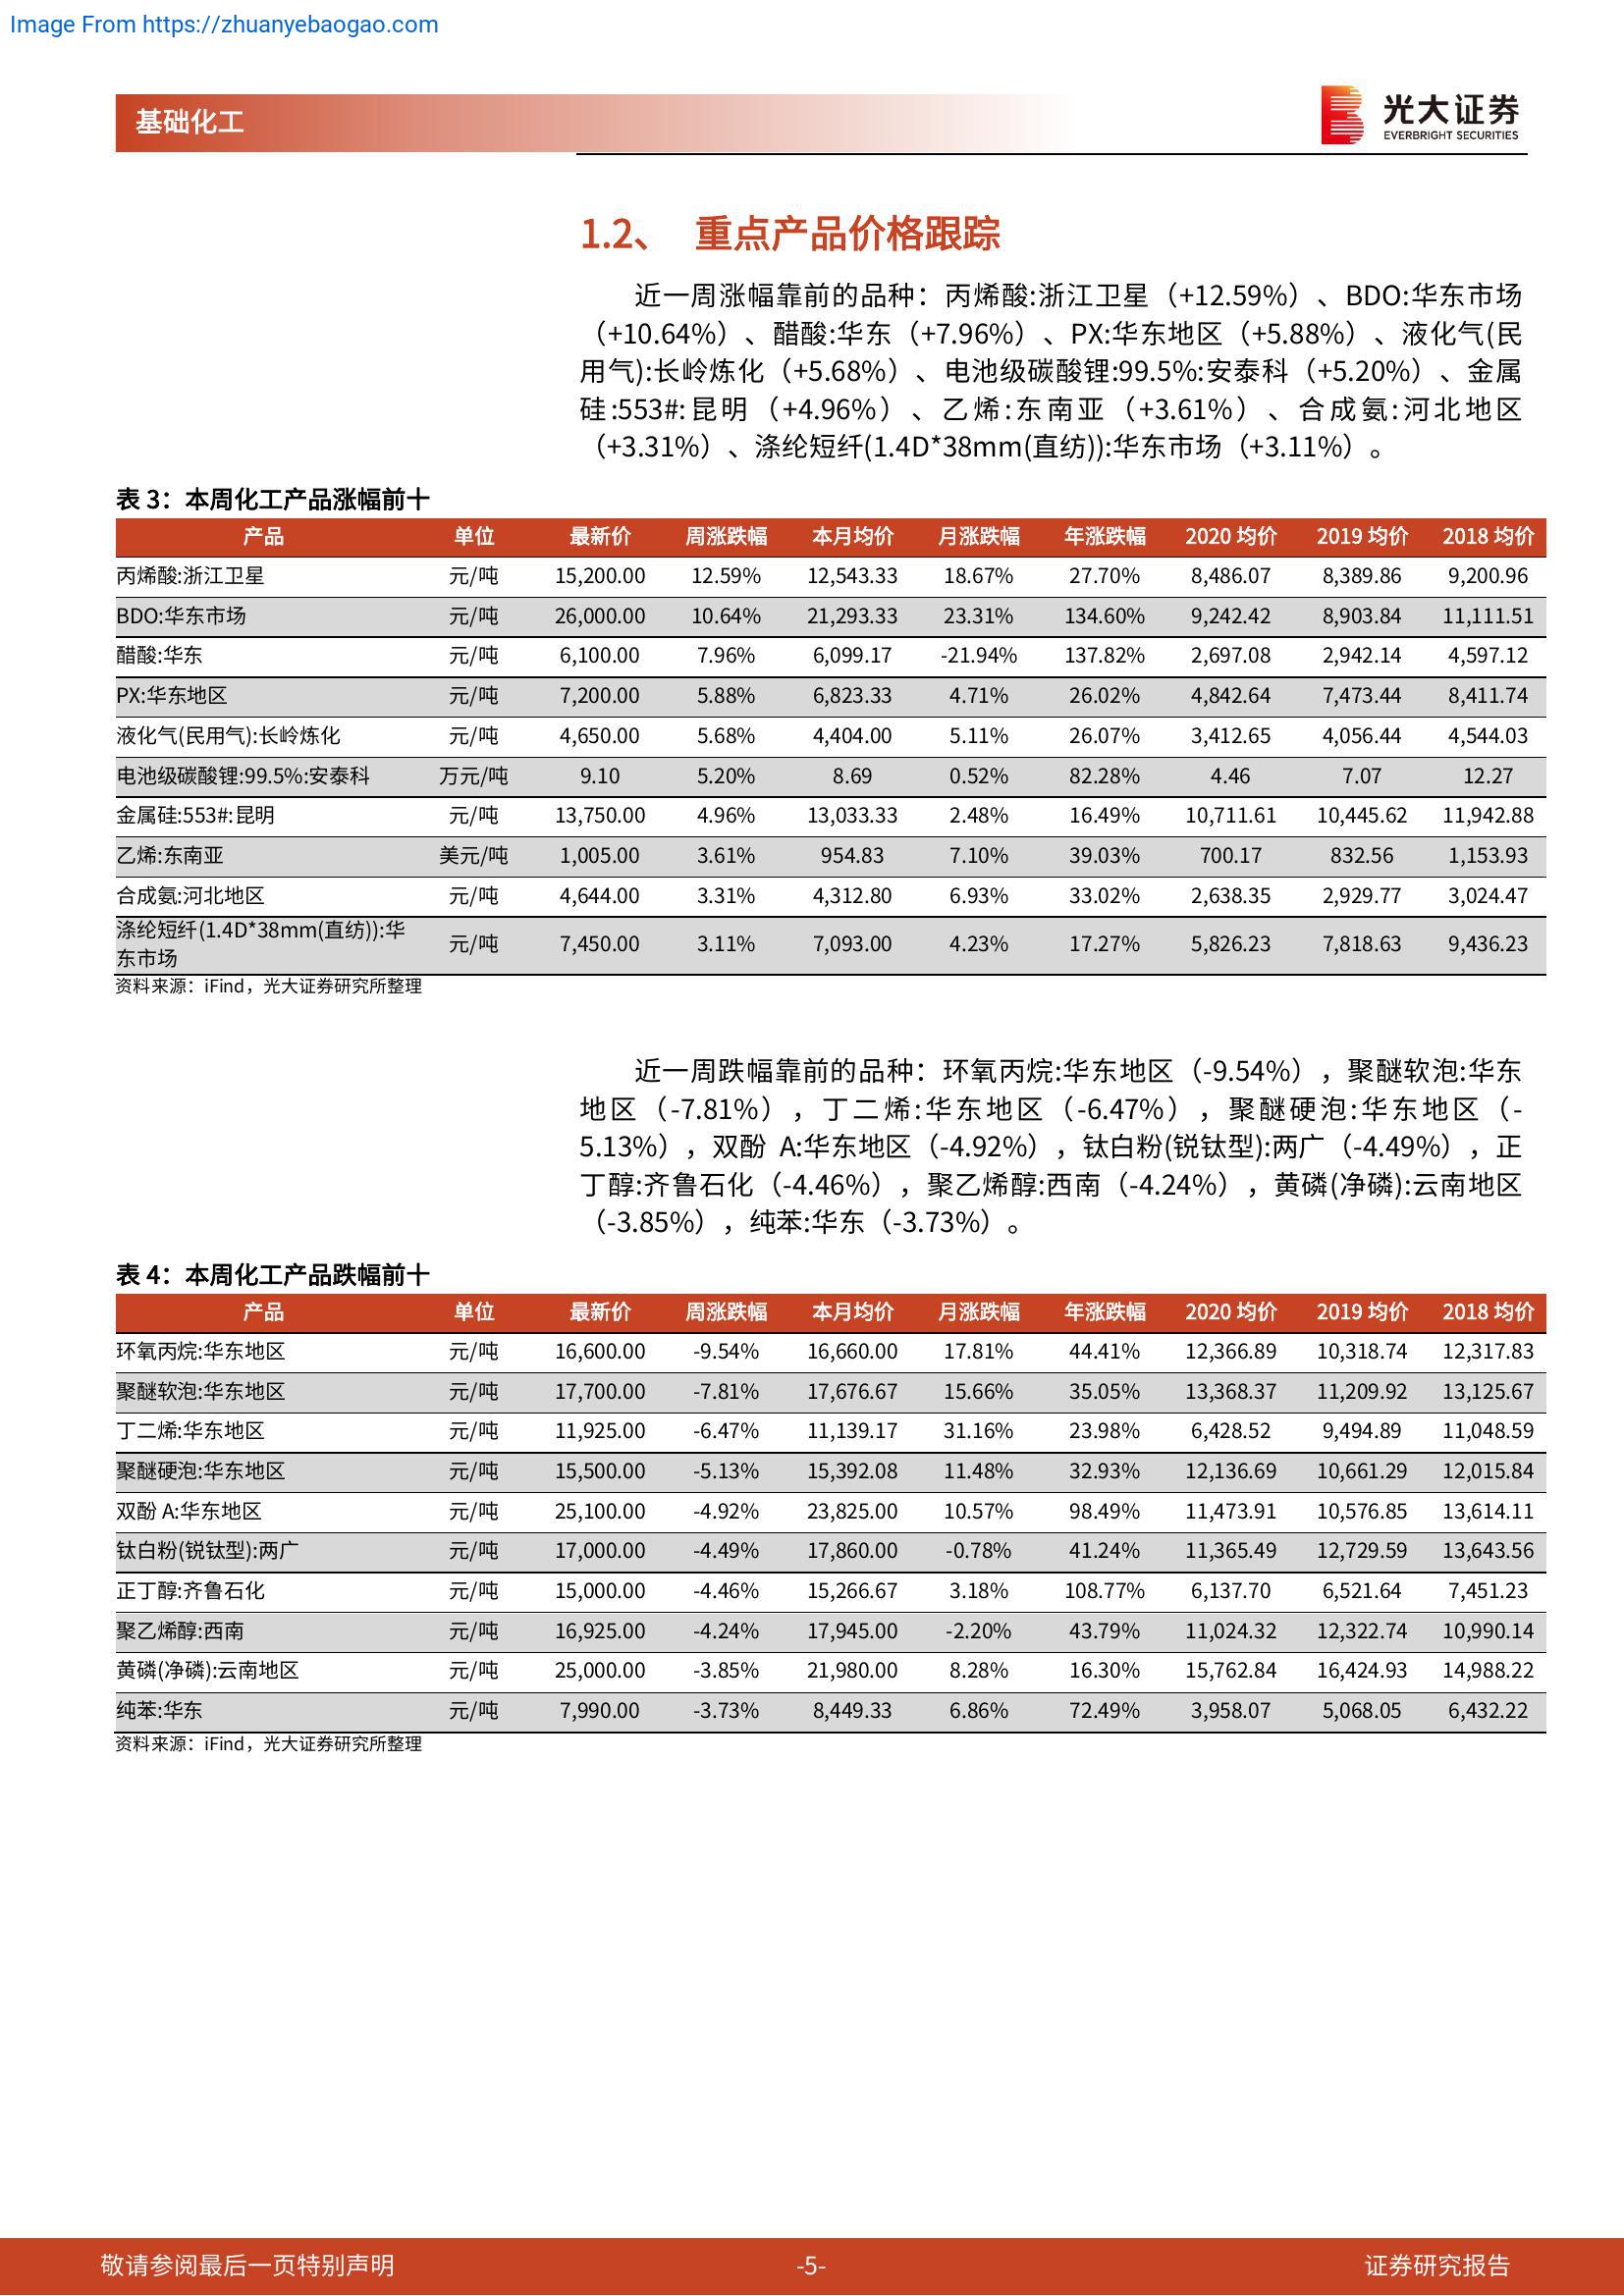 Image From https://zhuanyebaogao.com
基础化工
光大证券
EVERBRIGHT SECURITIES
1.2、 重点产品价格跟踪
近一周涨幅靠前的品种：丙烯酸:浙江卫星（+12.59%）、BDO:华东市场
（+10.64%）、醋酸:华东（+7.96%）、PX:华东地区（+5.88%）、液化气(民
用气):长岭炼化（+5.68%）、电池级碳酸锂:99.5%:安泰科（+5.20%）、金属
硅:553#:昆明（+4.96%）、乙烯:东南亚（+3.61%）、合成氨:河北地区
（+3.31%）、涤纶短纤(1.4D*38mm(直纺)):华东市场（+3.11%）。
表 3：本周化工产品涨幅前十
产品 单位 最新价 周涨跌幅 本月均价 月涨跌幅 年涨跌幅 2020 均价 2019 均价 2018 均价
丙烯酸:浙江卫星 元/吨 15,200.00 12.59% 12,543.33 18.67% 27.70% 8,486.07 8,389.86 9,200.96
BDO:华东市场 元/吨 26,000.00 10.64% 21,293.33 23.31% 134.60% 9,242.42 8,903.84 11,111.51
醋酸:华东 元/吨 6,100.00 7.96% 6,099.17 -21.94% 137.82% 2,697.08 2,942.14 4,597.12
PX:华东地区 元/吨 7,200.00 5.88% 6,823.33 4.71% 26.02% 4,842.64 7,473.44 8,411.74
液化气(民用气):长岭炼化 元/吨 4,650.00 5.68% 4,404.00 5.11% 26.07% 3,412.65 4,056.44 4,544.03
电池级碳酸锂:99.5%:安泰科 万元/吨 9.10 5.20% 8.69 0.52% 82.28% 4.46 7.07 12.27
金属硅:553#:昆明 元/吨 13,750.00 4.96% 13,033.33 2.48% 16.49% 10,711.61 10,445.62 11,942.88
乙烯:东南亚 美元/吨 1,005.00 3.61% 954.83 7.10% 39.03% 700.17 832.56 1,153.93
合成氨:河北地区 元/吨 4,644.00 3.31% 4,312.80 6.93% 33.02% 2,638.35 2,929.77 3,024.47
涤纶短纤(1.4D*38mm(直纺)):华
东市场 元/吨 7,450.00 3.11% 7,093.00 4.23% 17.27% 5,826.23 7,818.63 9,436.23
资料来源：iFind，光大证券研究所整理
近一周跌幅靠前的品种：环氧丙烷:华东地区（-9.54%），聚醚软泡:华东
地区（-7.81%），丁二烯:华东地区（-6.47%），聚醚硬泡:华东地区（-
5.13%），双酚 A:华东地区（-4.92%），钛白粉(锐钛型):两广（-4.49%），正
丁醇:齐鲁石化（-4.46%），聚乙烯醇:西南（-4.24%），黄磷(净磷):云南地区
（-3.85%），纯苯:华东（-3.73%）。
表 4：本周化工产品跌幅前十
产品 单位 最新价 周涨跌幅 本月均价 月涨跌幅 年涨跌幅 2020 均价 2019 均价 2018 均价
环氧丙烷:华东地区 元/吨 16,600.00 -9.54% 16,660.00 17.81% 44.41% 12,366.89 10,318.74 12,317.83
聚醚软泡:华东地区 元/吨 17,700.00 -7.81% 17,676.67 15.66% 35.05% 13,368.37 11,209.92 13,125.67
丁二烯:华东地区 元/吨 11,925.00 -6.47% 11,139.17 31.16% 23.98% 6,428.52 9,494.89 11,048.59
聚醚硬泡:华东地区 元/吨 15,500.00 -5.13% 15,392.08 11.48% 32.93% 12,136.69 10,661.29 12,015.84
双酚 A:华东地区 元/吨 25,100.00 -4.92% 23,825.00 10.57% 98.49% 11,473.91 10,576.85 13,614.11
钛白粉(锐钛型):两广 元/吨 17,000.00 -4.49% 17,860.00 -0.78% 41.24% 11,365.49 12,729.59 13,643.56
正丁醇:齐鲁石化 元/吨 15,000.00 -4.46% 15,266.67 3.18% 108.77% 6,137.70 6,521.64 7,451.23
聚乙烯醇:西南 元/吨 16,925.00 -4.24% 17,945.00 -2.20% 43.79% 11,024.32 12,322.74 10,990.14
黄磷(净磷):云南地区 元/吨 25,000.00 -3.85% 21,980.00 8.28% 16.30% 15,762.84 16,424.93 14,988.22
纯苯:华东 元/吨 7,990.00 -3.73% 8,449.33 6.86% 72.49% 3,958.07 5,068.05 6,432.22
资料来源：iFind，光大证券研究所整理
敬请参阅最后一页特别声明 -5- 证券研究报告